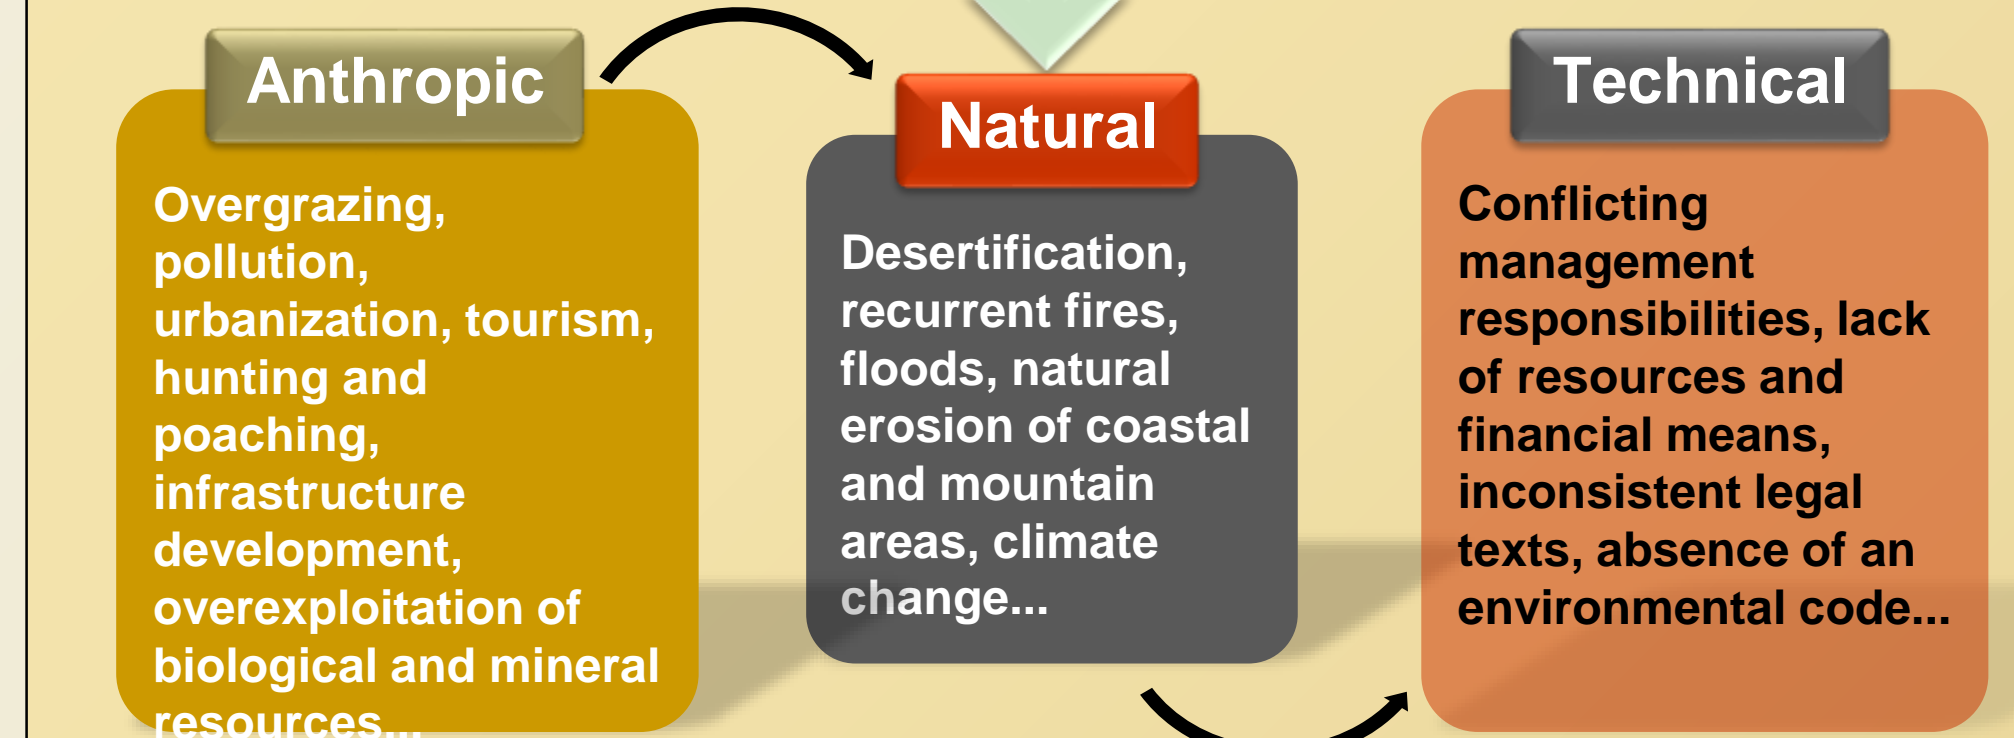 Anthropic
Overgrazing,
pollution,
urbanization, tourism,
hunting and
poaching,
infrastructure
development,
overexploitation of
biological and mineral
resources...
Natural
Desertification,
recurrent fires,
floods, natural
erosion of coastal
and mountain
areas, climate
change...
Technical
Conflicting
management
responsibilities, lack
of resources and
financial means,
inconsistent legal
texts, absence of an
environmental code...